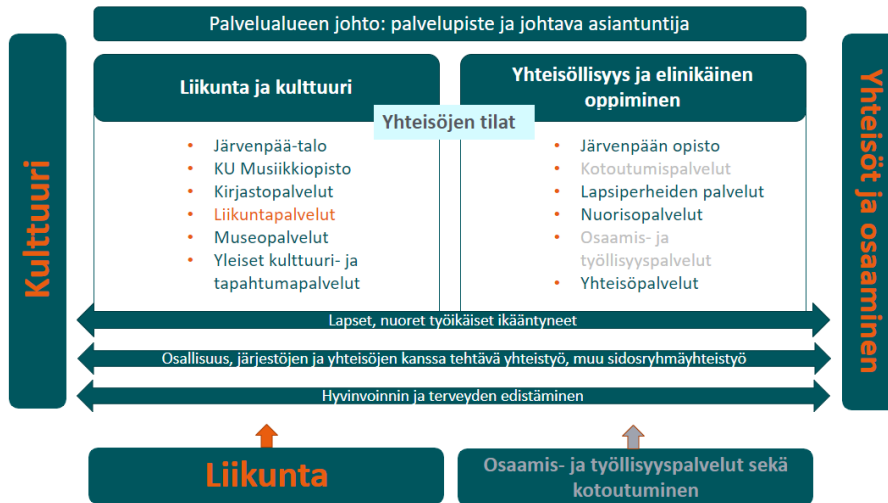 Palvelualueen johto: palvelupiste ja johtava asiantuntija
Kulttuuri
Liikunta ja kulttuuri
Yhteisöllisyys ja elinikäinen
oppiminen
Yhteisöjen tilat
• Järvenpää-talo
• KU Musiikkiopisto
• Kirjastopalvelut
• Liikuntapalvelut
• Museopalvelut
• Yleiset kulttuuri- ja
tapahtumapalvelut
• Järvenpään opisto
• Kotoutumispalvelut
• Lapsiperheiden palvelut
• Nuorisopalvelut
• Osaamis- ja
työllisyyspalvelut
• Yhteisöpalvelut
Yhteisöt ja osaaminen
Lapset, nuoret työikäiset ikääntyneet
Osallisuus, järjestöjen ja yhteisöjen kanssa tehtävä yhteistyö, muu sidosryhmäyhteistyö
Hyvinvoinnin ja terveyden edistäminen
Liikunta
Osaamis- ja työllisyyspalvelut sekä
kotoutuminen